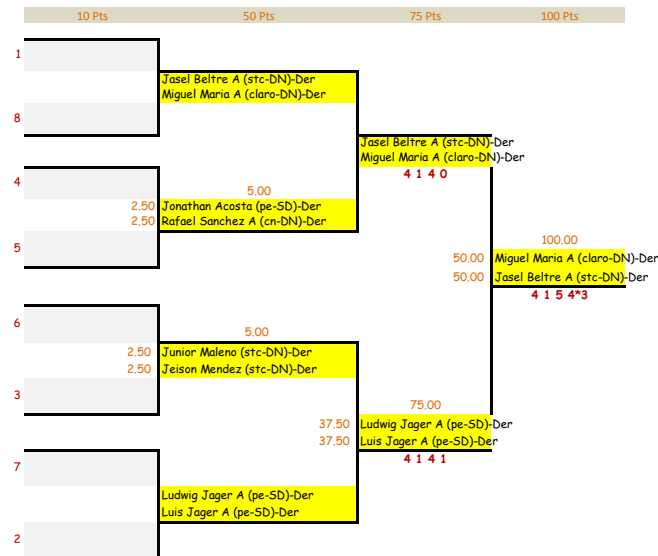 10 Pts 50 Pts 75 Pts 100 Pts
1
Jasel Beltre A (stc-DN)-Der
Miguel Maria A (claro-DN)-Der
8
Jasel Beltre A (stc-DN)-Der
Miguel Maria A (claro-DN)-Der
4 1 4 0
4
5,00
2,50 Jonathan Acosta (pe-SD)-Der
2,50 Rafael Sanchez A (cn-DN)-Der
5
100,00
50,00 Miguel Maria A (claro-DN)-Der
50,00 Jasel Beltre A (stc-DN)-Der
4 1 5 4*3
6
5,00
2,50 Junior Maleno (stc-DN)-Der
2,50 Jeison Mendez (stc-DN)-Der
3
75,00
37,50 Ludwig Jager A (pe-SD)-Der
37,50 Luis Jager A (pe-SD)-Der
4 1 4 1
7
Ludwig Jager A (pe-SD)-Der
Luis Jager A (pe-SD)-Der
2